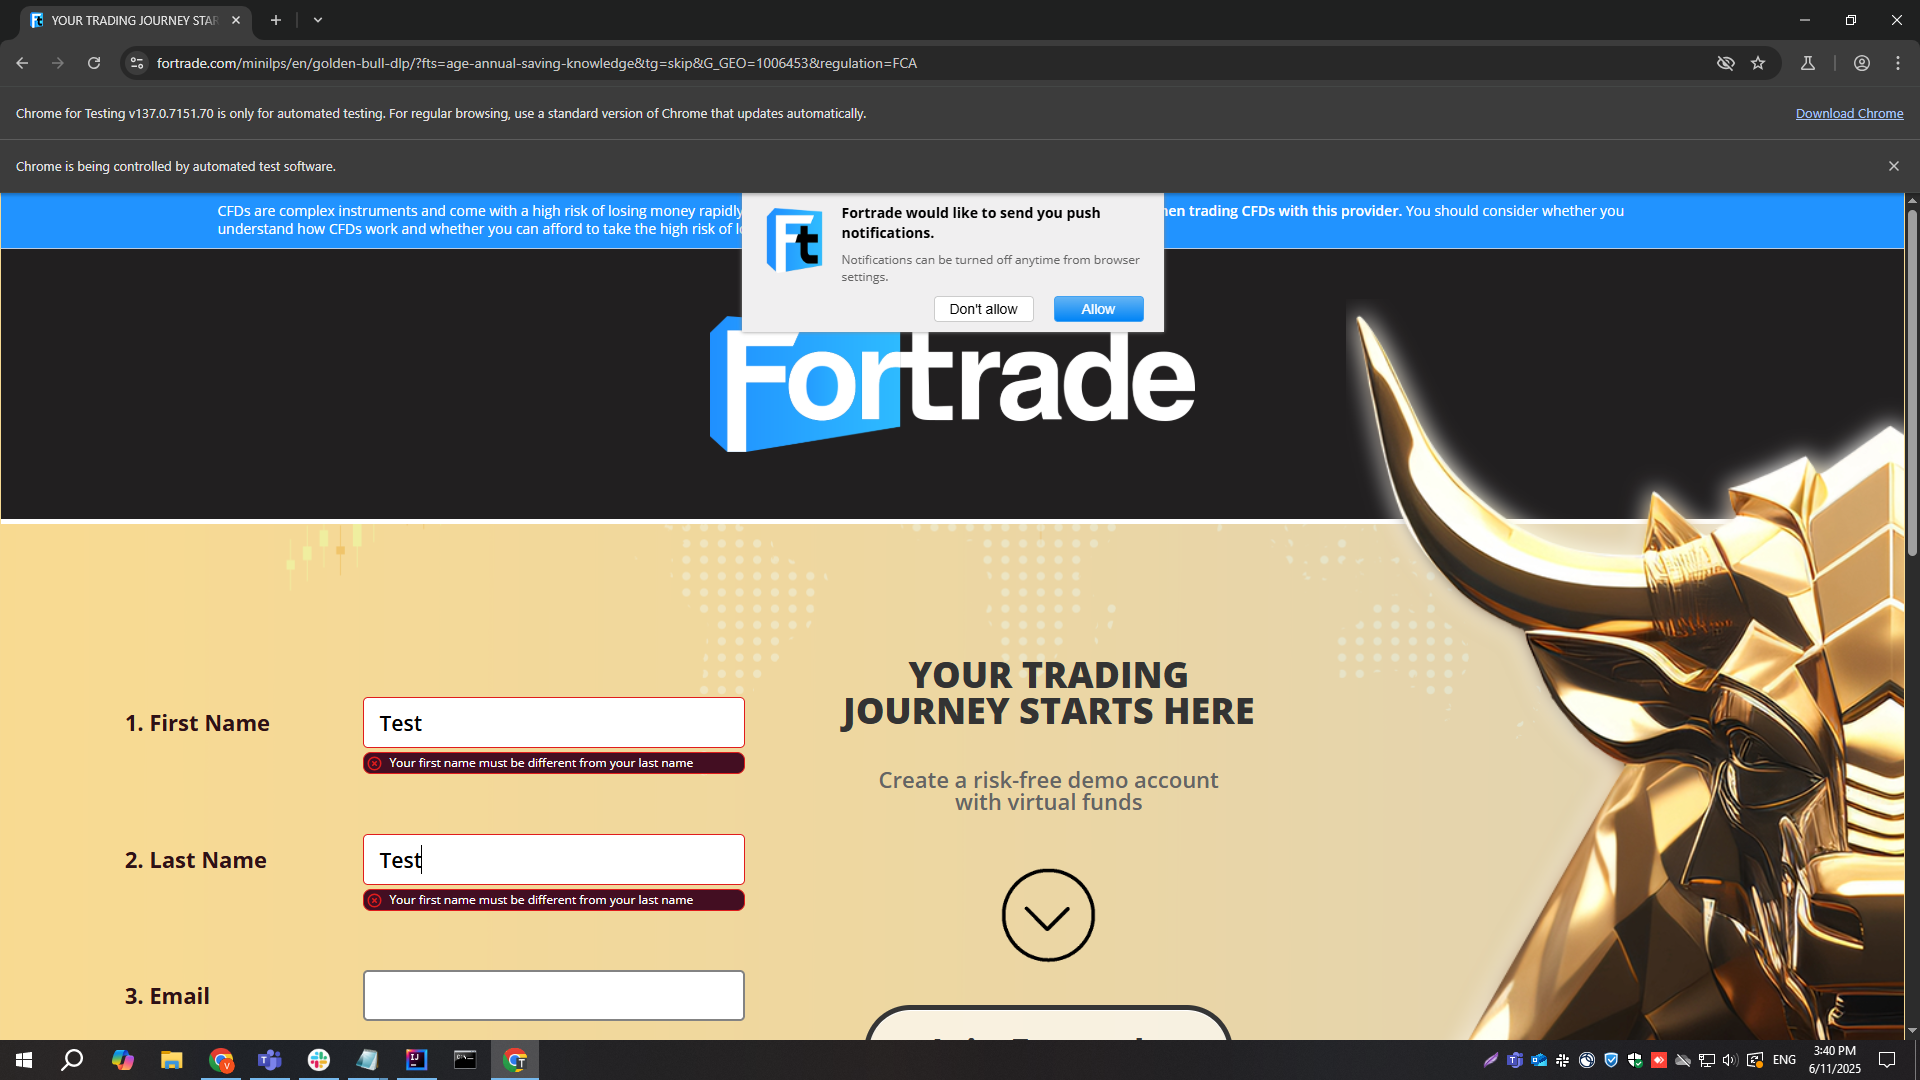 YOUR TRADING JOURNEY STAR
fortrade.com/minilps/en/golden-bull-dlp/?fts=age-annual-saving-knowledge&tg=skip&G_GEO=1006453&regulation=FCA
Chrome for Testing v137.0.7151.70 is only for automated testing. For regular browsing, use a standard version of Chrome that updates automatically.
Download Chrome
Chrome is being controlled by automated test software.
CFDs are complex instruments and come with a high risk of losing money rapidly
hen trading CFDs with this provider. You should consider whether you
understand how CFDs work and whether you can afford to take the high risk of lo
Ft
Fortrade would like to send you push
notifications.
Notifications can be turned off anytime from browser
settings.
Don't allow
Allow
Fortrade
YOUR TRADING
JOURNEY STARTS HERE
Create a risk-free demo account
with virtual funds
1. First Name
Test
Your first name must be different from your last name
2. Last Name
Test
Your first name must be different from your last name
3. Email
ENG
3:40 PM
6/11/2025